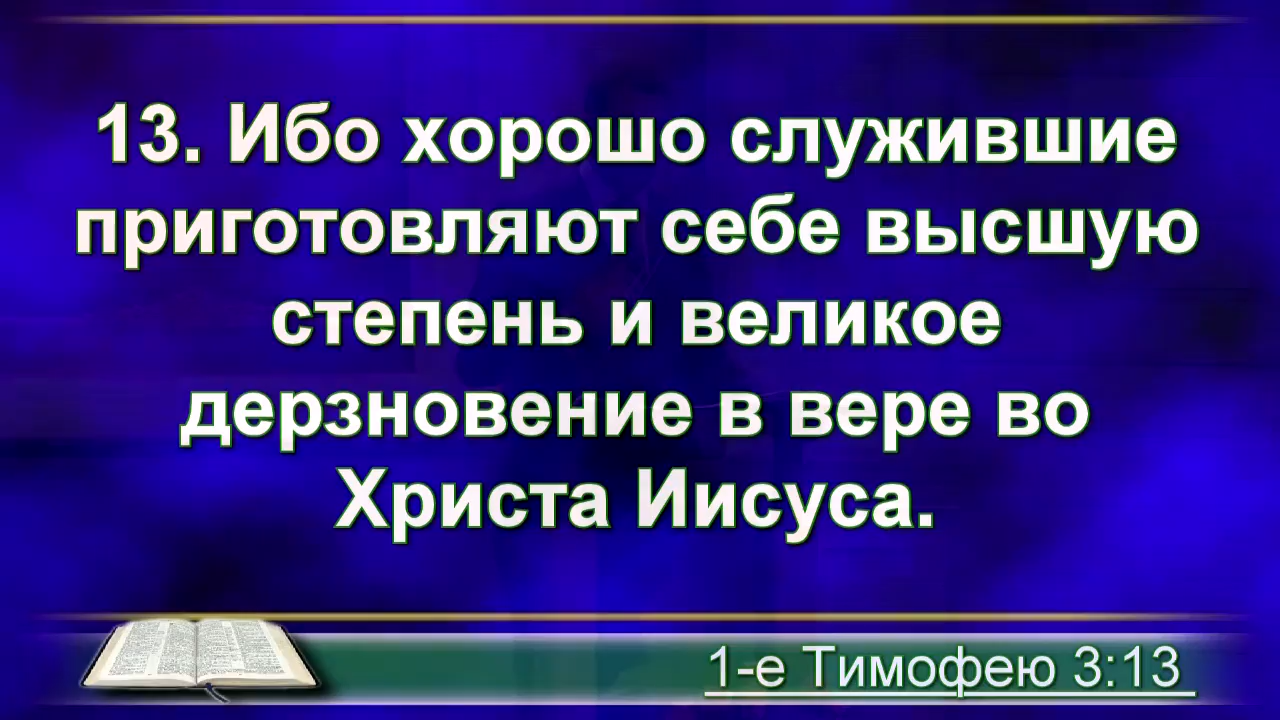 13. Ибо хорошо служившие
приготовляют себе высшую
степень и великое
дерзновение в вере во
Христа Иисуса.
1-е Тимофею 3:13